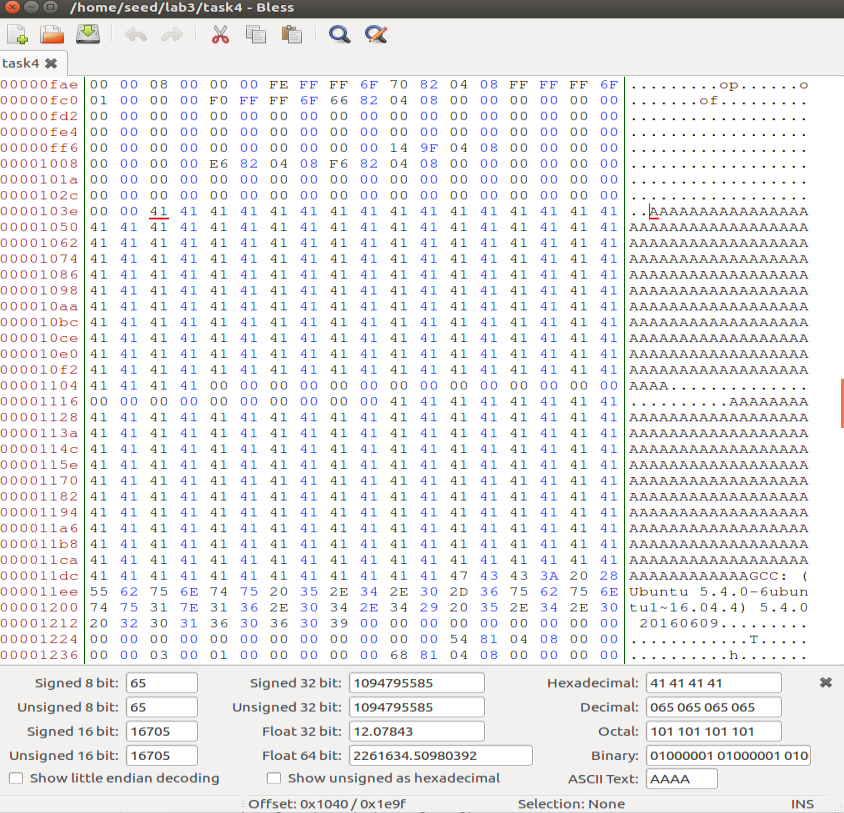 /home/seed/lab3/task4 - Bless
task4
00000fae 00 00 08 00 00 00 FE FF FF 6F 70 82 04 08 FF FF FF 6F .........op......o
00000fc0 01 00 00 00 F0 FF FF 6F 66 82 04 08 00 00 00 00 00 00 .......of.........
00000fd2 00 00 00 00 00 00 00 00 00 00 00 00 00 00 00 00 00 00 ..................
00000fe4 00 00 00 00 00 00 00 00 00 00 00 00 00 00 00 00 00 00 ..................
00000ff6 00 00 00 00 00 00 00 00 00 00 14 9F 04 08 00 00 00 00 ..................
00001008 00 00 00 00 E6 82 04 08 F6 82 04 08 00 00 00 00 00 00 ..................
0000101a 00 00 00 00 00 00 00 00 00 00 00 00 00 00 00 00 00 00 ..................
0000102c 00 00 00 00 00 00 00 00 00 00 00 00 00 00 00 00 00 00 ..................
0000103e 00 00 41 41 41 41 41 41 41 41 41 41 41 41 41 41 41 41 ..AAAAAAAAAAAAAAAA
00001050 41 41 41 41 41 41 41 41 41 41 41 41 41 41 41 41 41 41 AAAAAAAAAAAAAAAAAA
00001062 41 41 41 41 41 41 41 41 41 41 41 41 41 41 41 41 41 41 AAAAAAAAAAAAAAAAAA
00001074 41 41 41 41 41 41 41 41 41 41 41 41 41 41 41 41 41 41 AAAAAAAAAAAAAAAAAA
00001086 41 41 41 41 41 41 41 41 41 41 41 41 41 41 41 41 41 41 AAAAAAAAAAAAAAAAAA
00001098 41 41 41 41 41 41 41 41 41 41 41 41 41 41 41 41 41 41 AAAAAAAAAAAAAAAAAA
000010aa 41 41 41 41 41 41 41 41 41 41 41 41 41 41 41 41 41 41 AAAAAAAAAAAAAAAAAA
000010bc 41 41 41 41 41 41 41 41 41 41 41 41 41 41 41 41 41 41 AAAAAAAAAAAAAAAAAA
000010ce 41 41 41 41 41 41 41 41 41 41 41 41 41 41 41 41 41 41 AAAAAAAAAAAAAAAAAA
000010e0 41 41 41 41 41 41 41 41 41 41 41 41 41 41 41 41 41 41 AAAAAAAAAAAAAAAAAA
000010f2 41 41 41 41 41 41 41 41 41 41 41 41 41 41 41 41 41 41 AAAAAAAAAAAAAAAAAA
00001104 41 41 41 41 00 00 00 00 00 00 00 00 00 00 00 00 00 00 AAAA..............
00001116 00 00 00 00 00 00 00 00 00 00 41 41 41 41 41 41 41 41 ..........AAAAAAAA
00001128 41 41 41 41 41 41 41 41 41 41 41 41 41 41 41 41 41 41 AAAAAAAAAAAAAAAAAA
0000113a 41 41 41 41 41 41 41 41 41 41 41 41 41 41 41 41 41 41 AAAAAAAAAAAAAAAAAA
0000114c 41 41 41 41 41 41 41 41 41 41 41 41 41 41 41 41 41 41 AAAAAAAAAAAAAAAAAA
0000115e 41 41 41 41 41 41 41 41 41 41 41 41 41 41 41 41 41 41 AAAAAAAAAAAAAAAAAA
00001170 41 41 41 41 41 41 41 41 41 41 41 41 41 41 41 41 41 41 AAAAAAAAAAAAAAAAAA
00001182 41 41 41 41 41 41 41 41 41 41 41 41 41 41 41 41 41 41 AAAAAAAAAAAAAAAAAA
00001194 41 41 41 41 41 41 41 41 41 41 41 41 41 41 41 41 41 41 AAAAAAAAAAAAAAAAAA
000011a6 41 41 41 41 41 41 41 41 41 41 41 41 41 41 41 41 41 41 AAAAAAAAAAAAAAAAAA
000011b8 41 41 41 41 41 41 41 41 41 41 41 41 41 41 41 41 41 41 AAAAAAAAAAAAAAAAAA
000011ca 41 41 41 41 41 41 41 41 41 41 41 41 41 41 41 41 41 41 AAAAAAAAAAAAAAAAAA
000011dc 41 41 41 41 41 41 41 41 41 41 41 41 47 43 43 3A 20 28 AAAAAAAAAAAAGCC: (
000011ee 55 62 75 6E 74 75 20 35 2E 34 2E 30 2D 36 75 62 75 6E Ubuntu 5.4.0-6ubun
00001200 74 75 31 7E 31 36 2E 30 34 2E 34 29 20 35 2E 34 2E 30 tu1~16.04.4) 5.4.0
00001212 20 32 30 31 36 30 36 30 39 00 00 00 00 00 00 00 00 00 20160609.........
00001224 00 00 00 00 00 00 00 00 00 00 00 00 54 81 04 08 00 00 ............T.....
00001236 00 00 03 00 01 00 00 00 00 00 68 81 04 08 00 00 00 00 ..........h.......
Signed 8 bit: 65 Signed 32 bit: 1094795585 Hexadecimal: 41 41 41 41
Unsigned 8 bit: 65 Unsigned 32 bit: 1094795585 Decimal: 065 065 065 065
Signed 16 bit: 16705 Float 32 bit: 12.07843 Octal: 101 101 101 101
Unsigned 16 bit: 16705 Float 64 bit: 2261634.50980392 Binary: 01000001 01000001 010
Show little endian decoding Show unsigned as hexadecimal ASCII Text: AAAA
Offset: 0x1040 / 0x1e9f Selection: None INS